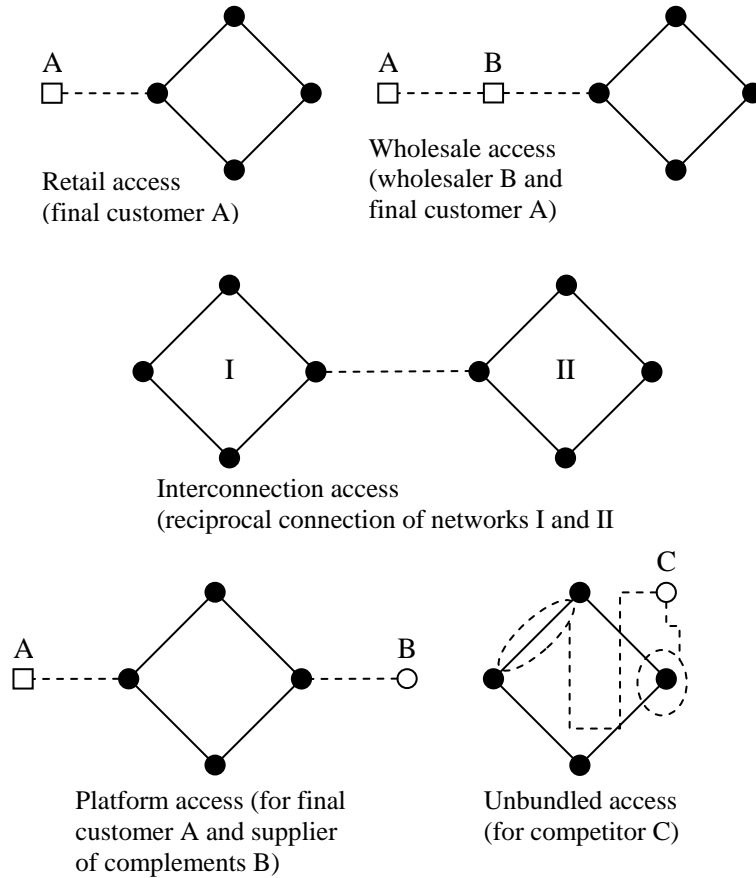 A
Retail access
(final customer A)
A B
Wholesale access
(wholesaler B and
final customer A)
I II
Interconnection access
(reciprocal connection of networks I and II
A B
Platform access (for final
customer A and supplier
of complements B)
C
Unbundled access
(for competitor C)